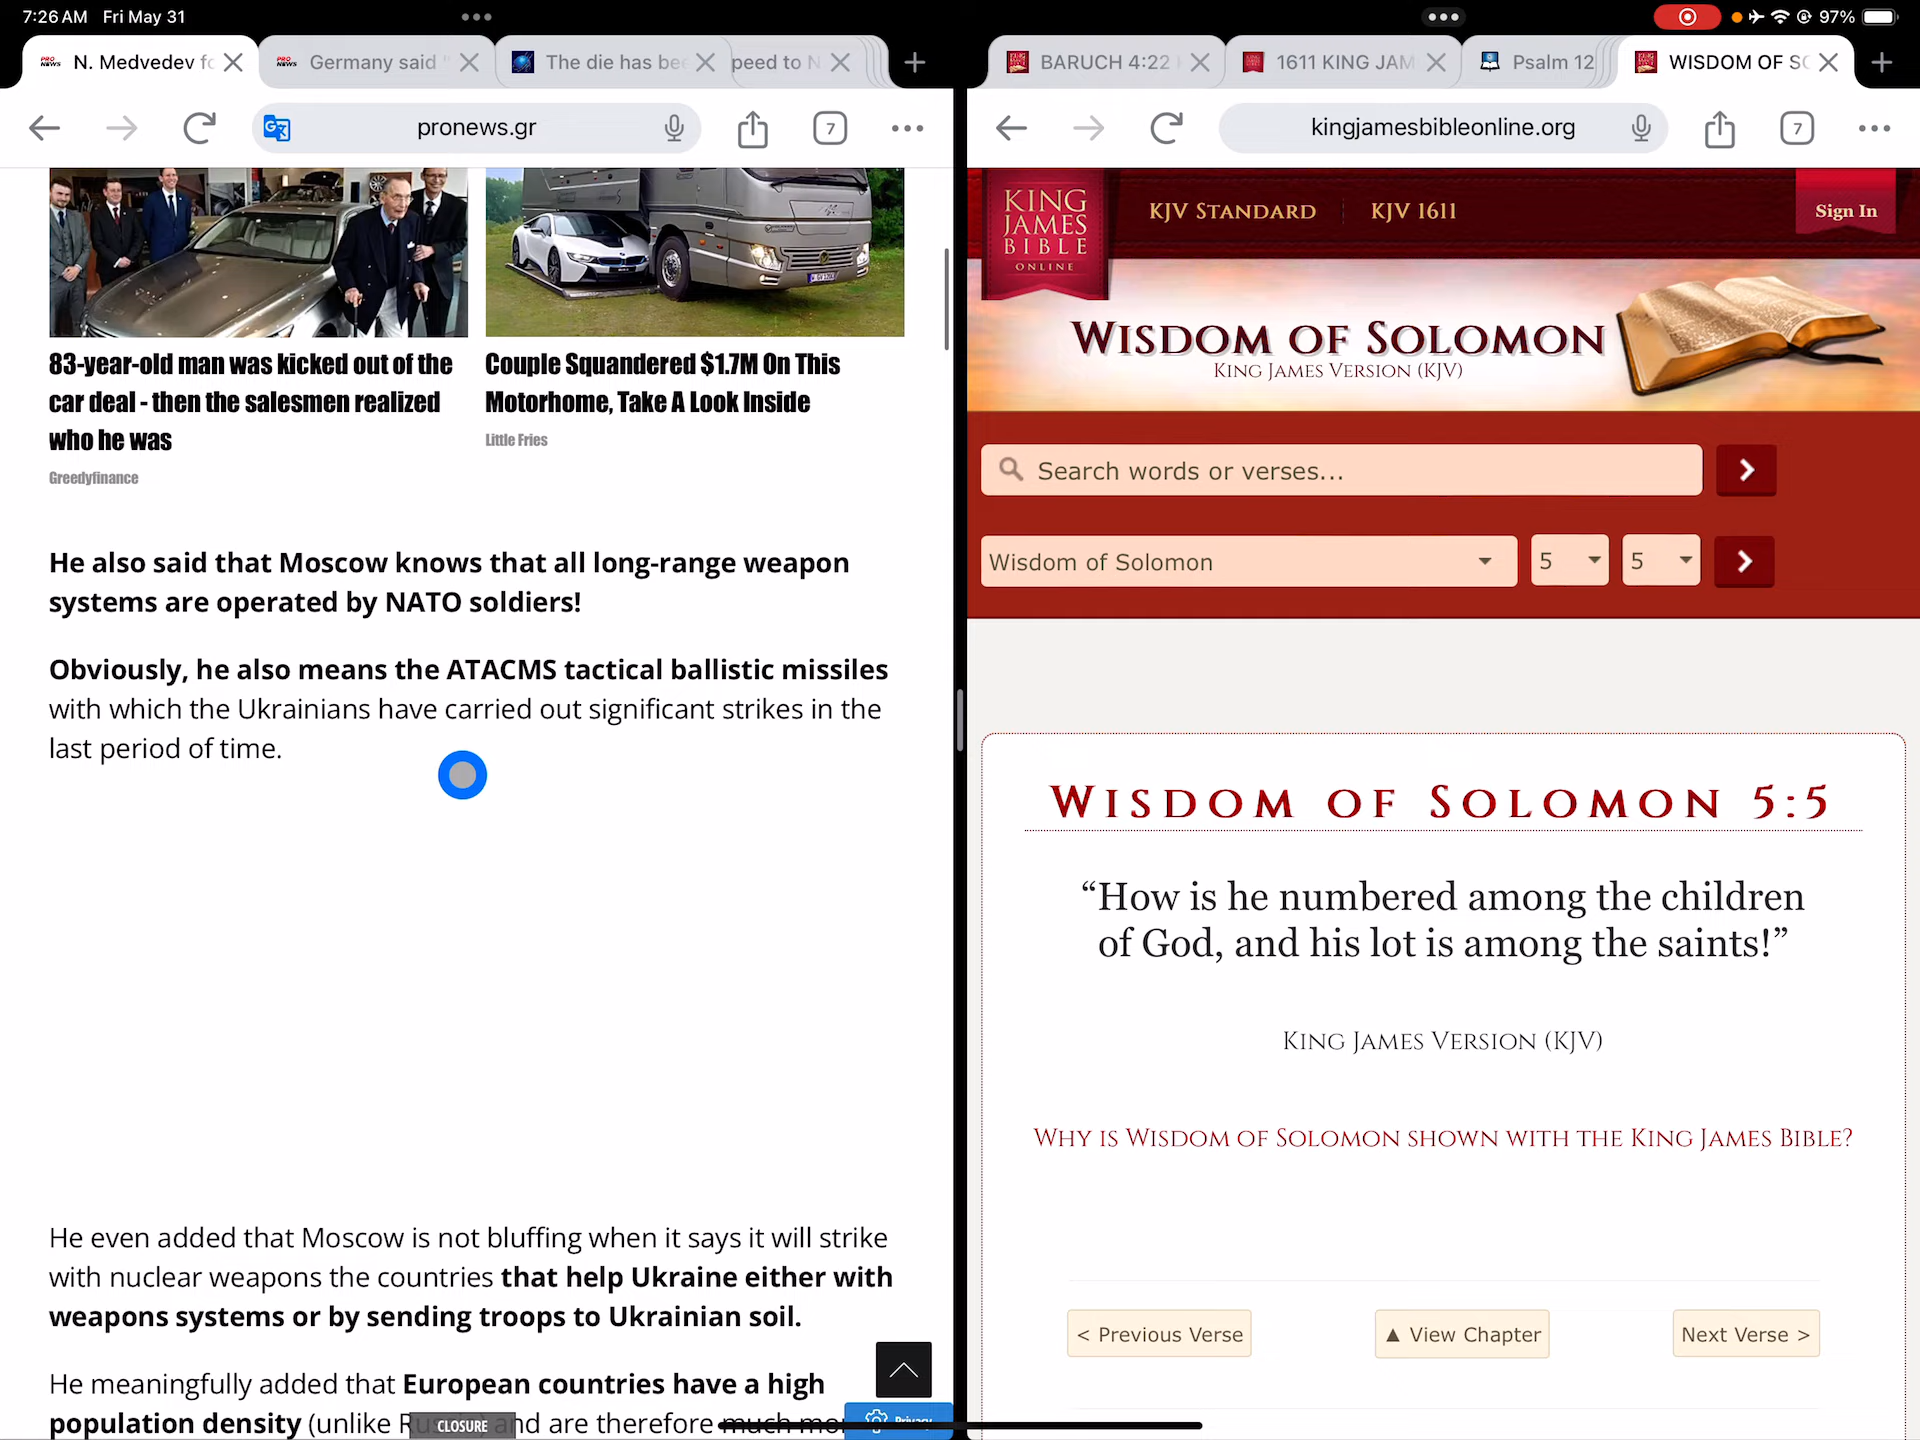 7:26 AM Fri May 31
97%
N. Medvedev fo
Germany said "
The die has be
peed to N
BARUCH 4:22
1611 KING JAM
Psalm 12
WISDOM OF SO
pronews.gr
7
kingjamesbibleonline.org
7
83-year-old man was kicked out of the
car deal - then the salesmen realized
who he was
Greedyfinance
Couple Squandered $1.7M On This
Motorhome, Take A Look Inside
Little Fries
He also said that Moscow knows that all long-range weapon
systems are operated by NATO soldiers!
Obviously, he also means the ATACMS tactical ballistic missiles
with which the Ukrainians have carried out significant strikes in the
last period of time.
He even added that Moscow is not bluffing when it says it will strike
with nuclear weapons the countries that help Ukraine either with
weapons systems or by sending troops to Ukrainian soil.
He meaningfully added that European countries have a high
population density (unlike R and are therefore much mo
CLOSURE
Privacy
KING
JAMES
BIBLE
ONLINE
KJV STANDARD
KJV 1611
Sign In
WISDOM OF SOLOMON
KING JAMES VERSION (KJV)
Search words or verses...
Wisdom of Solomon
5
5
WISDOM OF SOLOMON 5:5
“How is he numbered among the children
of God, and his lot is among the saints!”
KING JAMES VERSION (KJV)
WHY IS WISDOM OF SOLOMON SHOWN WITH THE KING JAMES BIBLE?
< Previous Verse
▲ View Chapter
Next Verse >